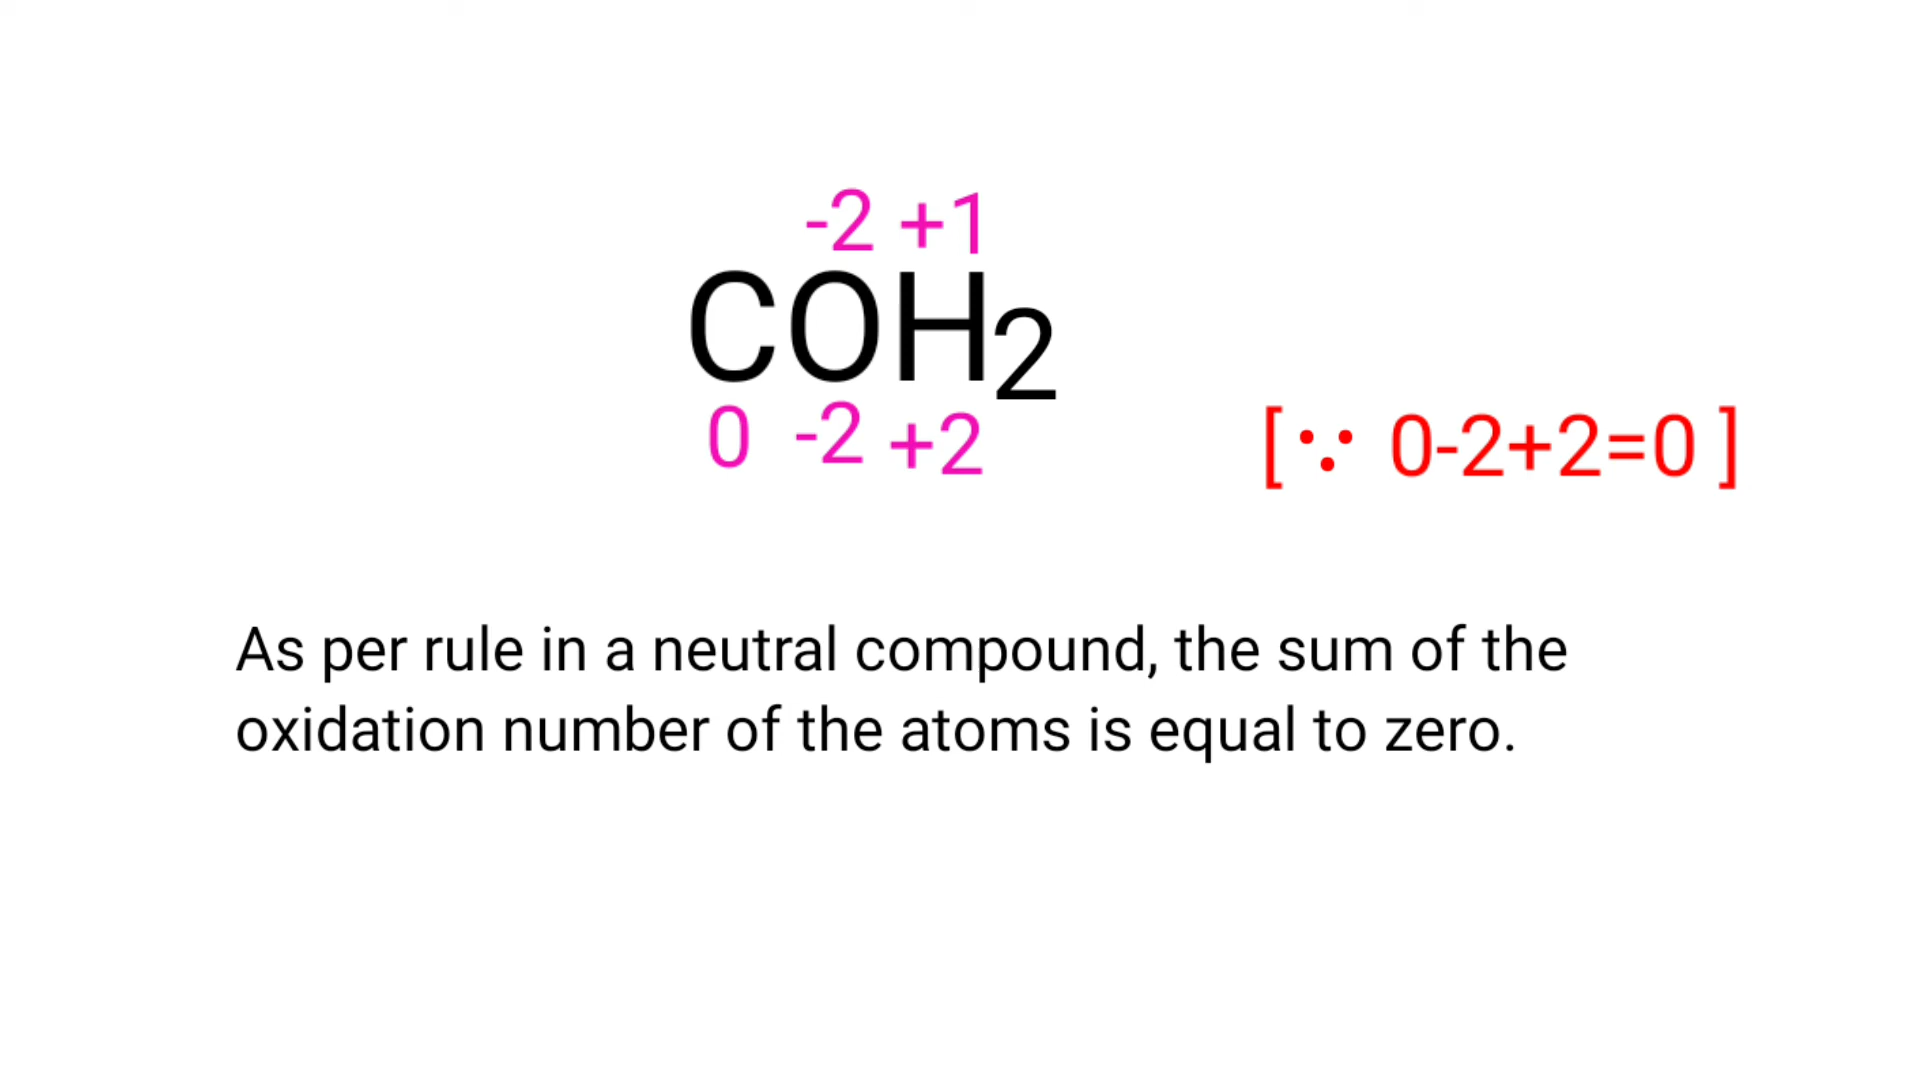 -2 +1
COH2
0 -2 +2
[∵ 0-2+2=0 ]
As per rule in a neutral compound, the sum of the
oxidation number of the atoms is equal to zero.